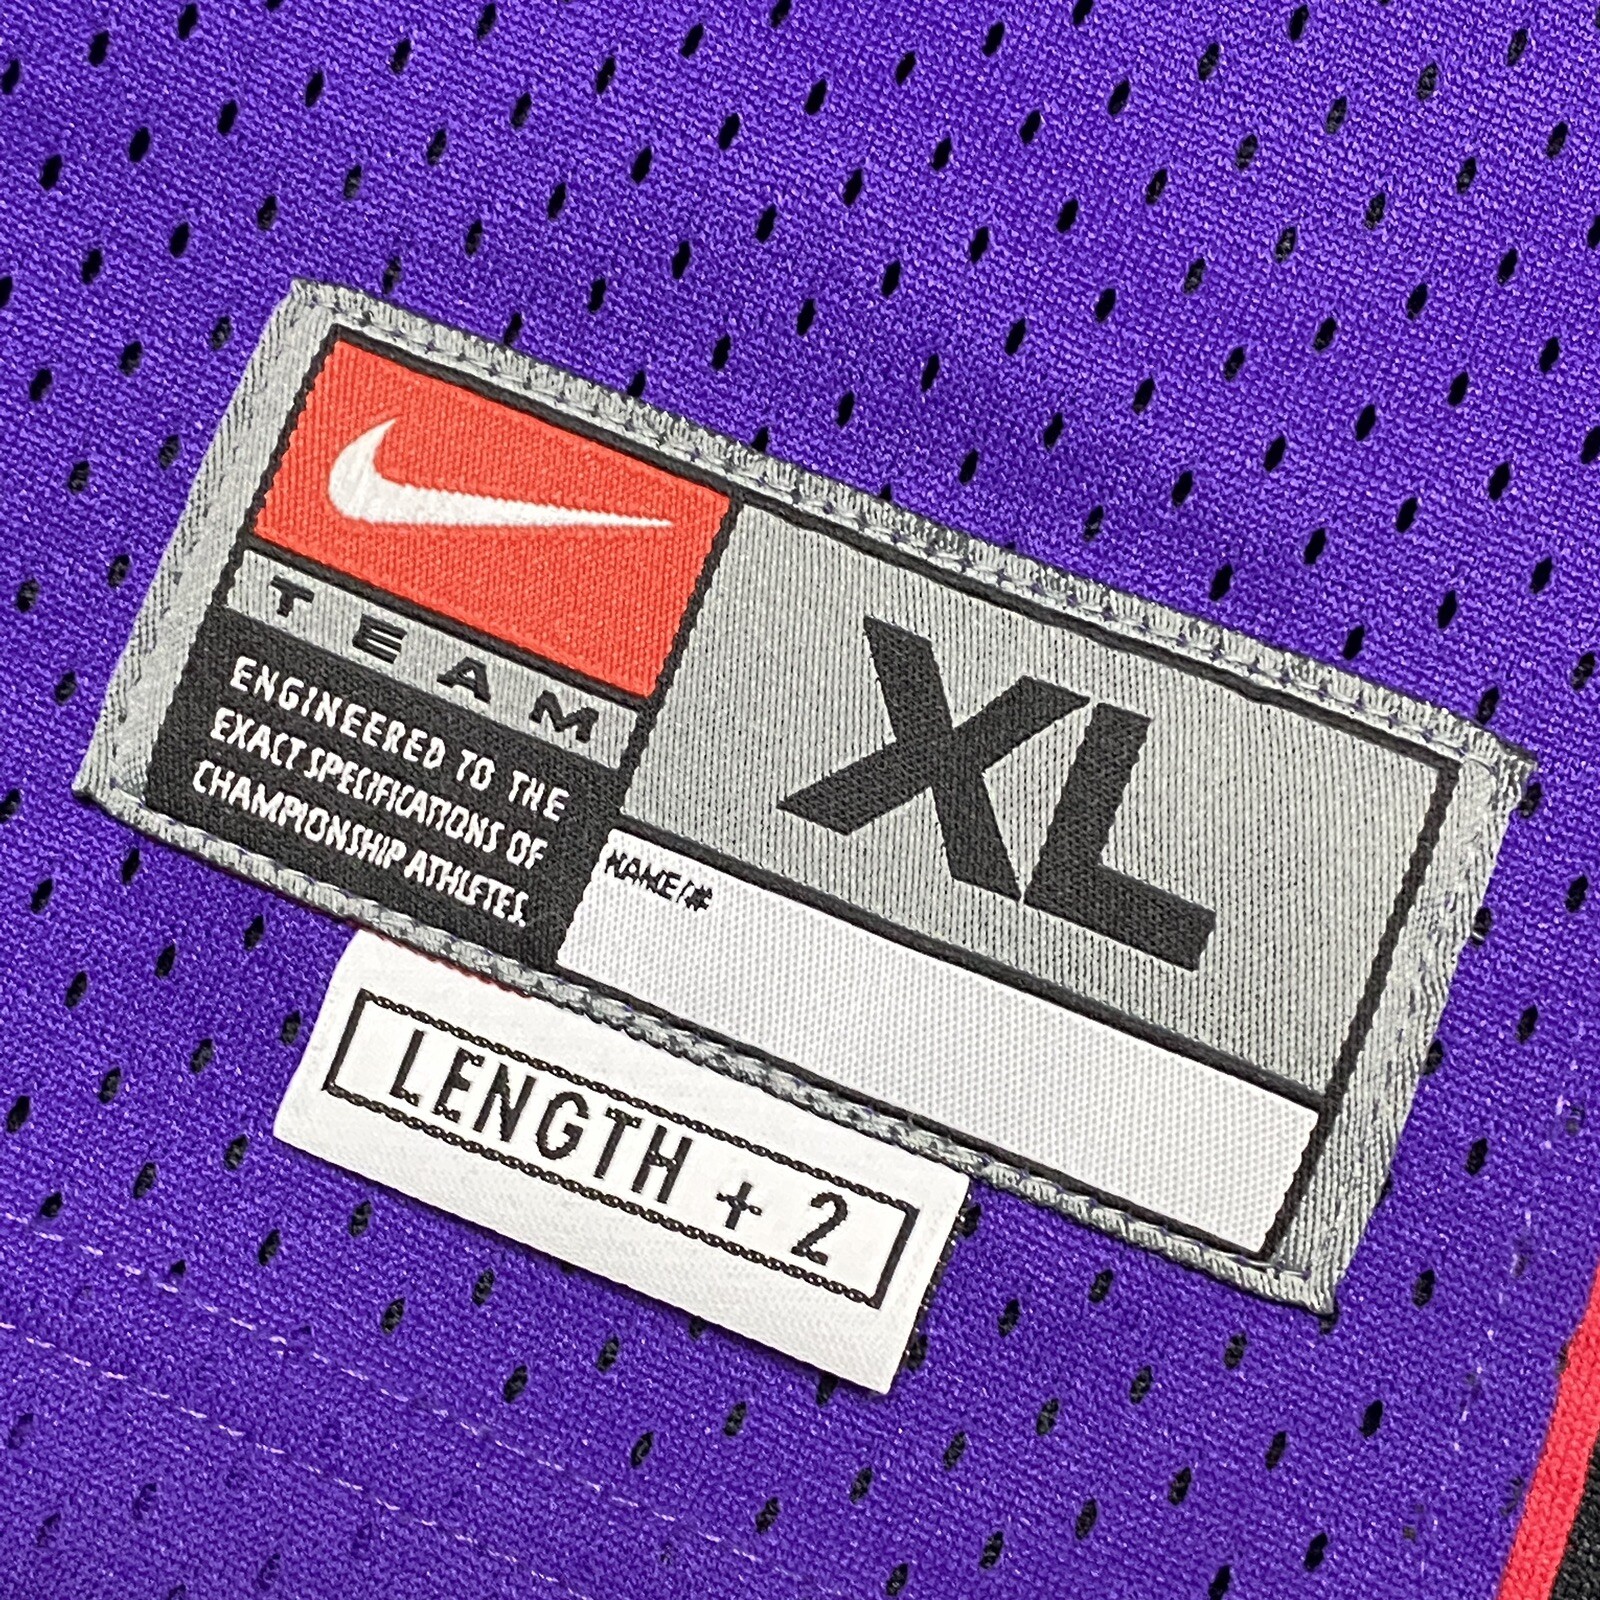 TEAM
ENGINEERED TO THE
EXACT SPECIFICATIONS OF
CHAMPIONSHIP ATHLETES.
XL
NAME/#
LENGTH + 2